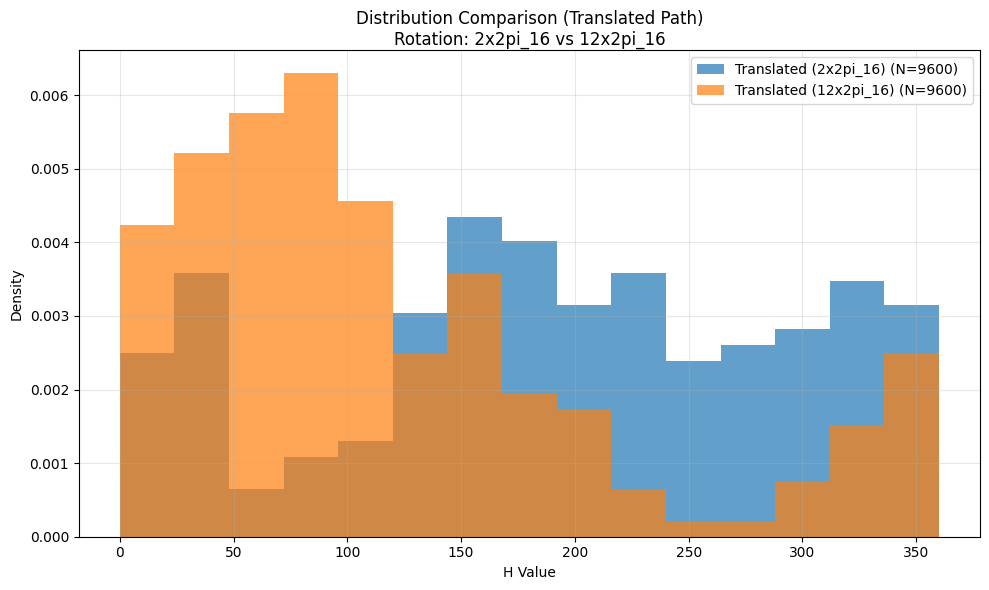 Distribution Comparison (Translated Path)
Rotation: 2x2pi_16 vs 12x2pi_16
Translated (2x2pi_16) (N=9600)
Translated (12x2pi_16) (N=9600)
Density
0.006
0.005
0.004
0.003
0.002
0.001
0.000
0 50 100 150 200 250 300 350
H Value